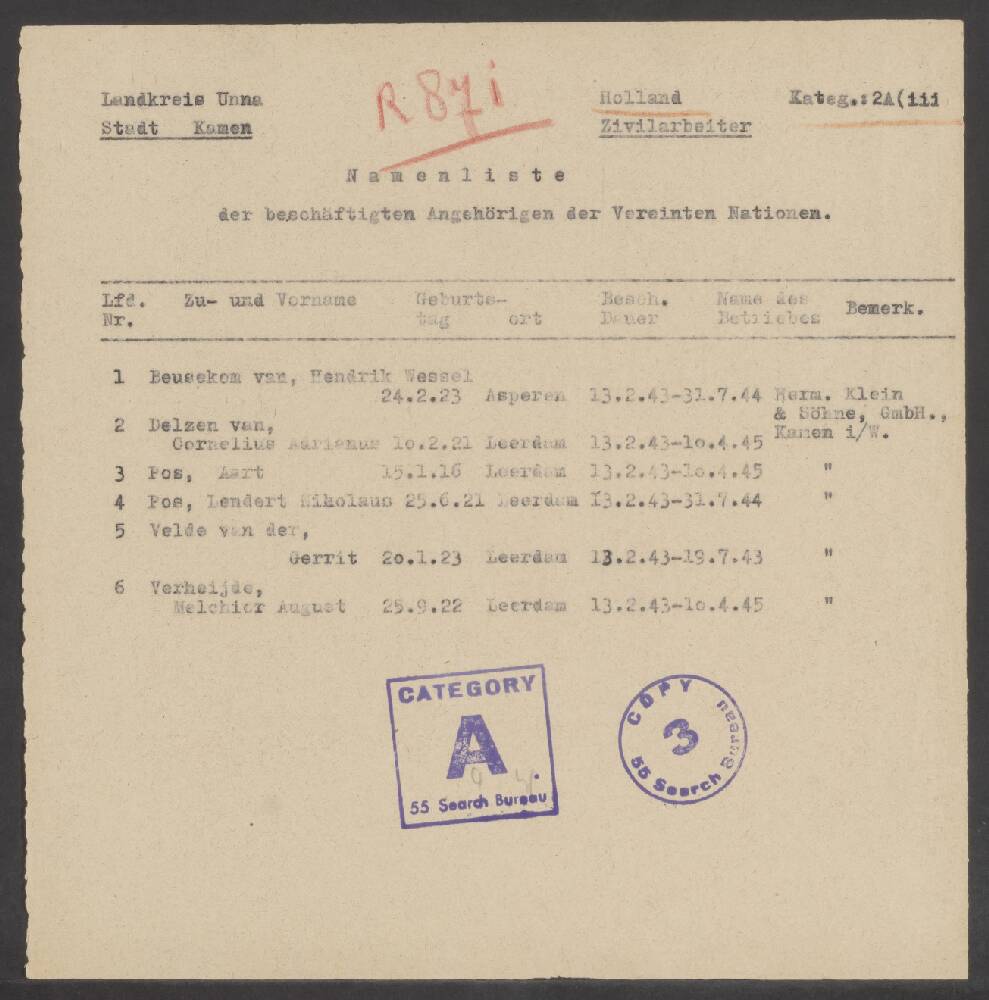 Landkreis Unna
Stadt Kamen
R 87 i
Holland
Zivilarbeiter
Kateg.: 2A(iii
Namenliste
der beschäftigten Angehörigen der Vereinten Nationen.
Lfd. Zu- und Vorname Geburts- Besch. Name des Bemerk.
Nr. tag ort Dauer Betriebes
1 Beusekom van, Hendrik Wessel
24.2.23 Asperen 13.2.43-31.7.44 Herm. Klein
& Söhne, GmbH.,
2 Delzen van, Kamen i/W.
Cornelius Adrianus 1o.2.21 Leerdam 13.2.43-1o.4.45
3 Pos, Aart 15.1.16 Leerdam 13.2.43-1o.4.45 "
4 Pos, Lendert Nikolaus 25.6.21 Leerdam 13.2.43-31.7.44 "
5 Velde van der,
Gerrit 2o.1.23 Leerdam 13.2.43-19.7.43 "
6 Verheijde,
Melchior August 25.9.22 Leerdam 13.2.43-1o.4.45 "
CATEGORY
A
55 Search Bureau
COPY
3
55 Search Bureau